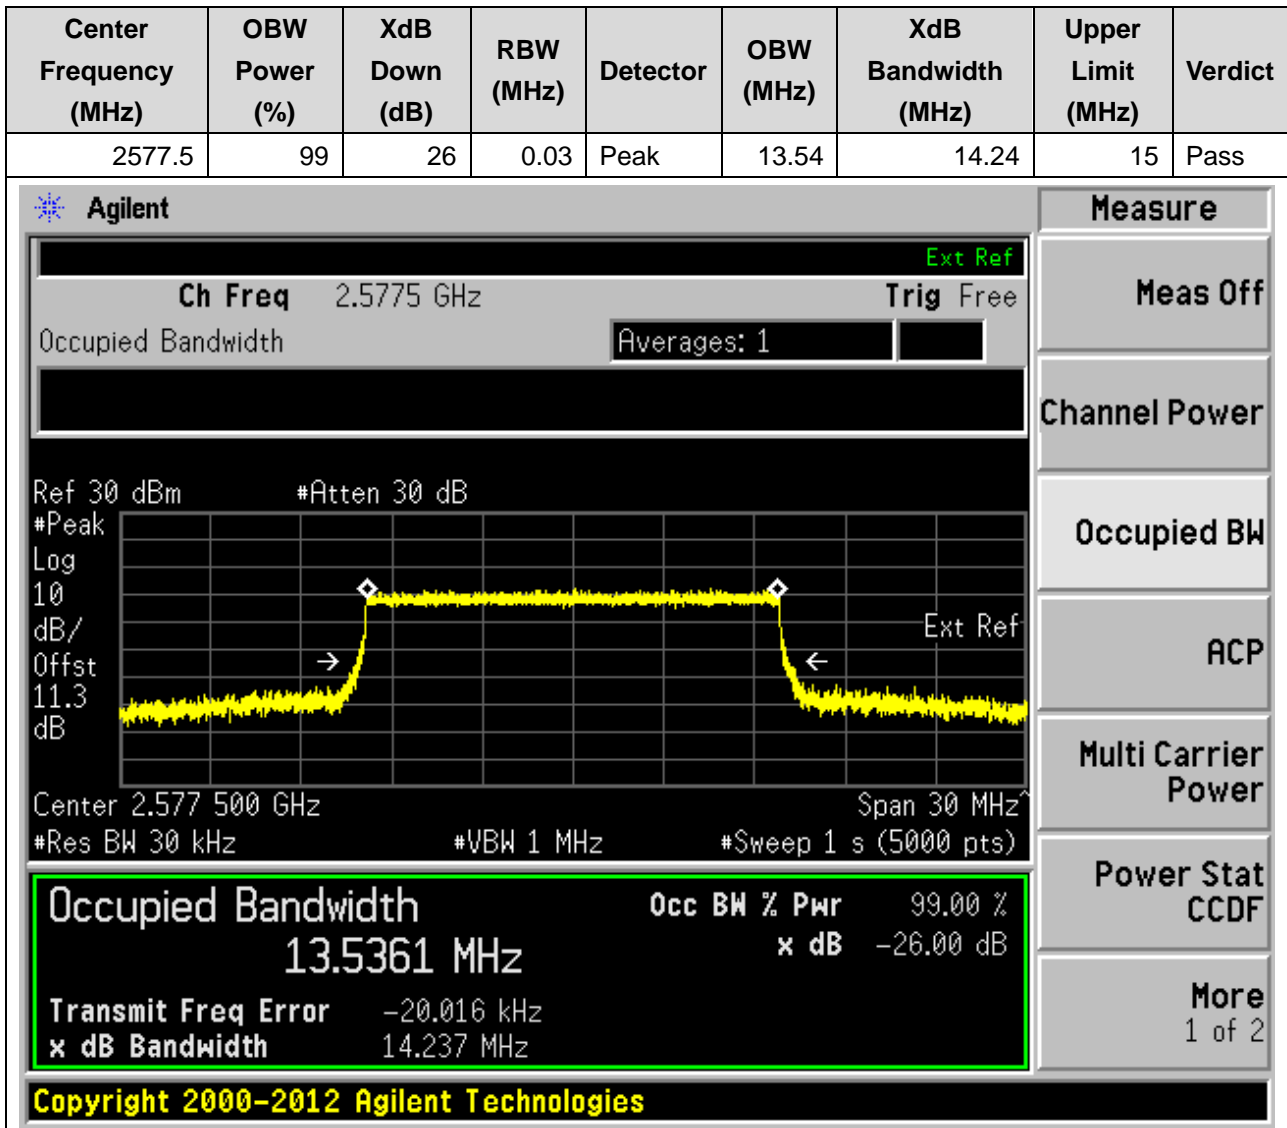 Center Frequency (MHz) OBW Power (%) XdB Down (dB) RBW (MHz) Detector OBW (MHz) XdB Bandwidth (MHz) Upper Limit (MHz) Verdict
2577.5 99 26 0.03 Peak 13.54 14.24 15 Pass
Agilent
Measure
Ext Ref
Ch Freq 2.5775 GHz Trig Free
Meas Off
Occupied Bandwidth Averages: 1
Channel Power
Ref 30 dBm #Atten 30 dB
#Peak
Log
10
dB/
Offst
11.3
dB
Ext Ref
Occupied BW
ACP
Center 2.577 500 GHz Span 30 MHz^
#Res BW 30 kHz #VBW 1 MHz #Sweep 1 s (5000 pts)
Multi Carrier
Power
Occupied Bandwidth Occ BW % Pwr 99.00 %
13.5361 MHz x dB -26.00 dB
Transmit Freq Error -20.016 kHz
x dB Bandwidth 14.237 MHz
Power Stat
CCDF
More
1 of 2
Copyright 2000-2012 Agilent Technologies